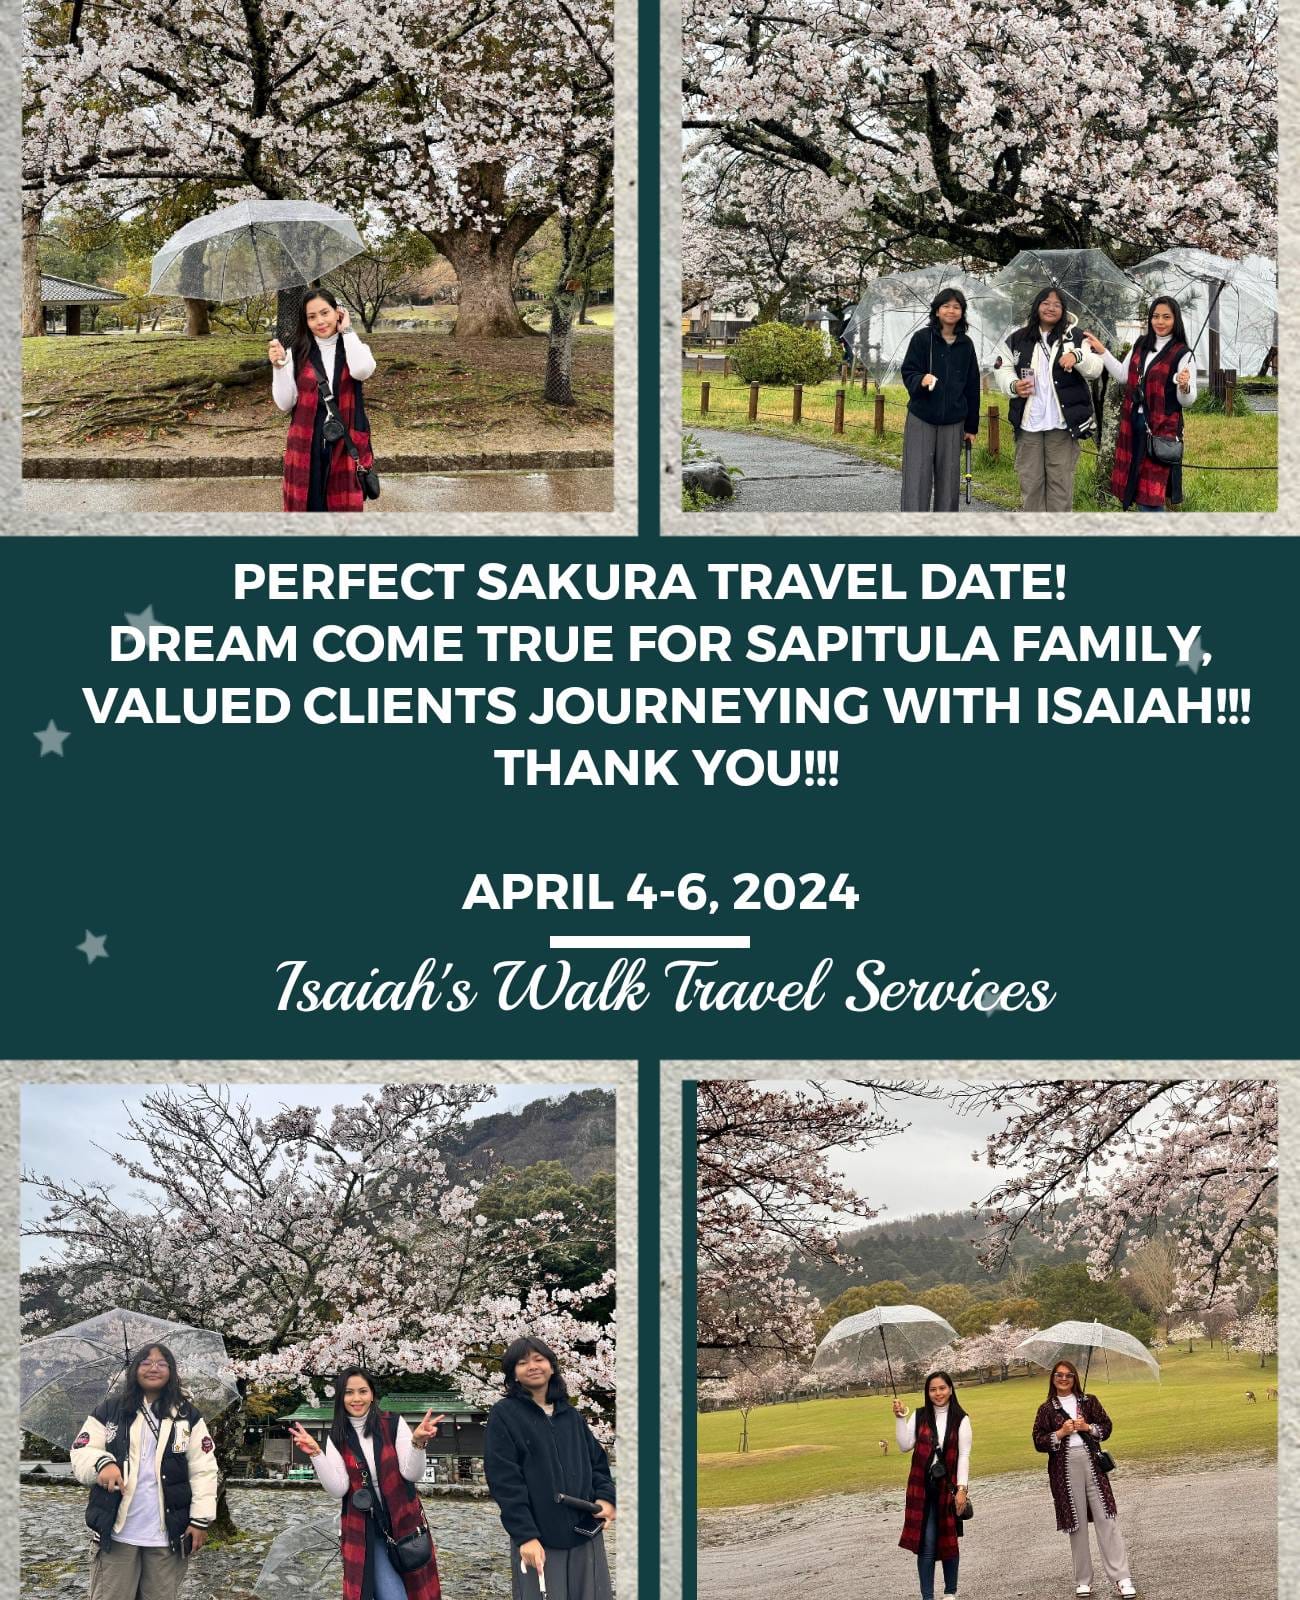 PERFECT SAKURA TRAVEL DATE!
DREAM COME TRUE FOR SAPITULA FAMILY,
VALUED CLIENTS JOURNEYING WITH ISAIAH!!!
THANK YOU!!!
APRIL 4-6, 2024
Isaiah's Walk Travel Services